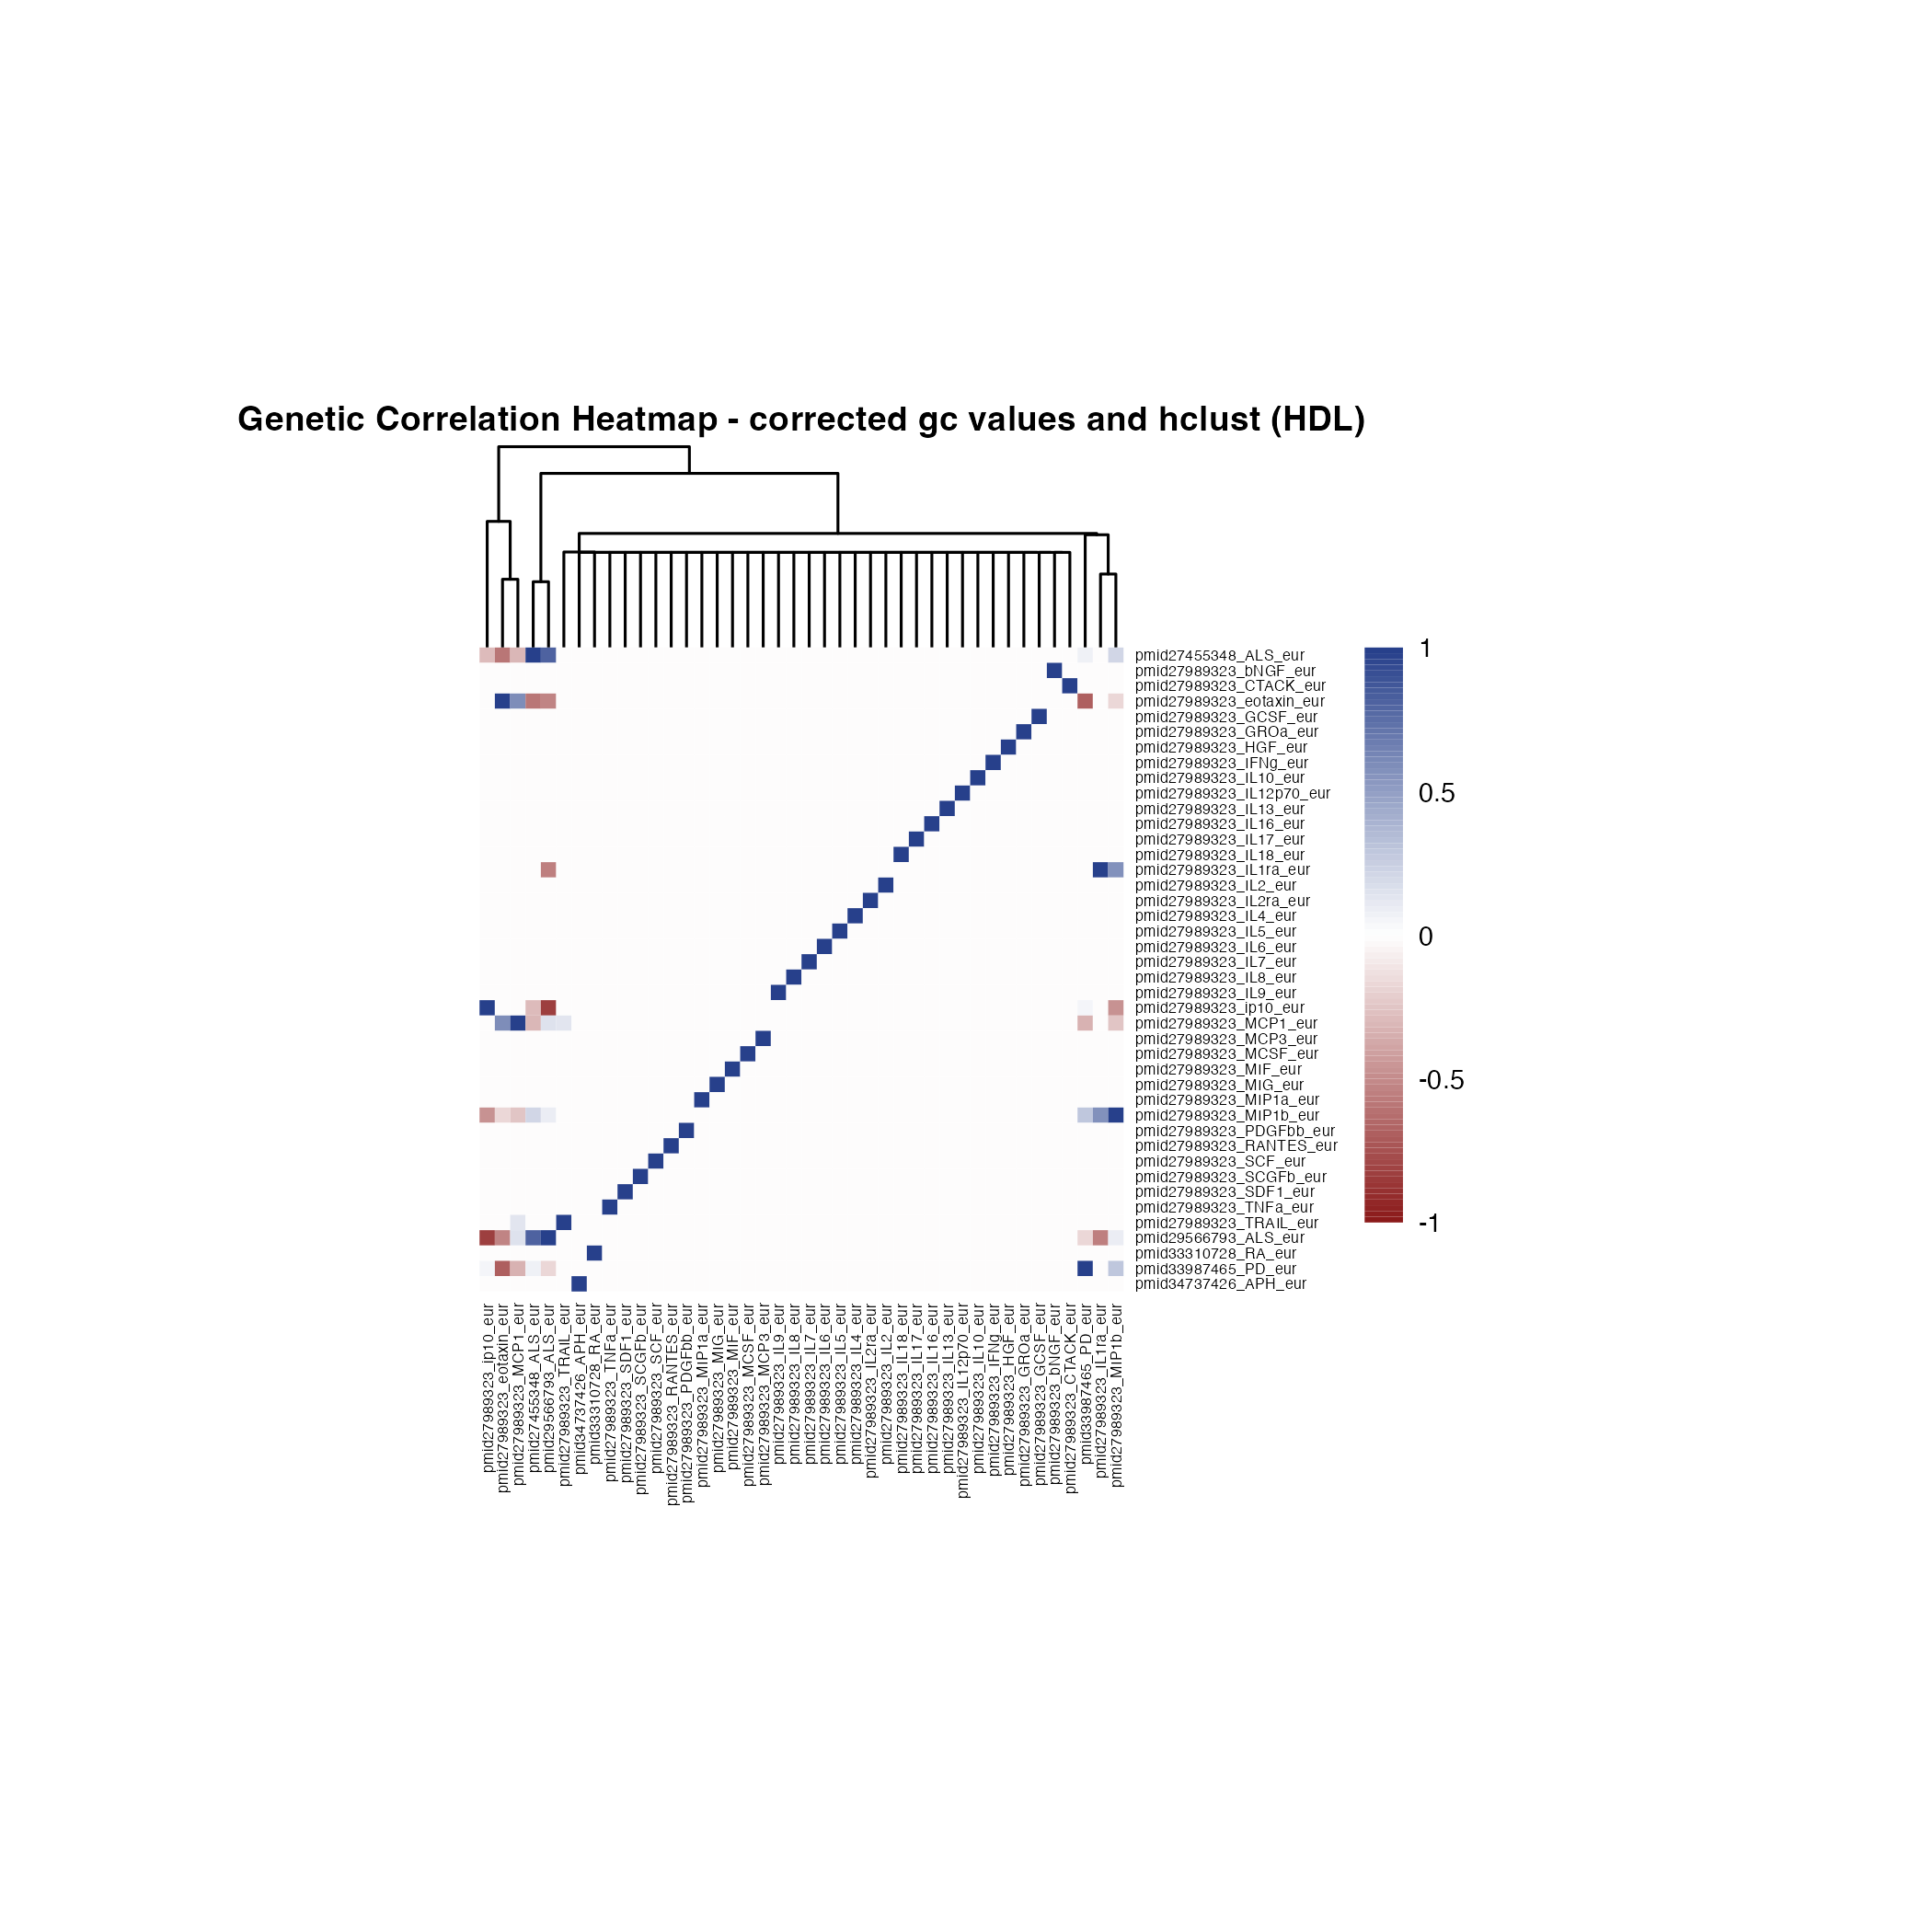 Genetic Correlation Heatmap - corrected gc values and hclust (HDL)
pmid27455348_ALS_eur
pmid27989323_bNGF_eur
pmid27989323_CTACK_eur
pmid27989323_eotaxin_eur
pmid27989323_GCSF_eur
pmid27989323_GROa_eur
pmid27989323_HGF_eur
pmid27989323_IFNg_eur
pmid27989323_IL10_eur
pmid27989323_IL12p70_eur
pmid27989323_IL13_eur
pmid27989323_IL16_eur
pmid27989323_IL17_eur
pmid27989323_IL18_eur
pmid27989323_IL1ra_eur
pmid27989323_IL2_eur
pmid27989323_IL2ra_eur
pmid27989323_IL4_eur
pmid27989323_IL5_eur
pmid27989323_IL6_eur
pmid27989323_IL7_eur
pmid27989323_IL8_eur
pmid27989323_IL9_eur
pmid27989323_ip10_eur
pmid27989323_MCP1_eur
pmid27989323_MCP3_eur
pmid27989323_MCSF_eur
pmid27989323_MIF_eur
pmid27989323_MIG_eur
pmid27989323_MIP1a_eur
pmid27989323_MIP1b_eur
pmid27989323_PDGFbb_eur
pmid27989323_RANTES_eur
pmid27989323_SCF_eur
pmid27989323_SCGFb_eur
pmid27989323_SDF1_eur
pmid27989323_TNFa_eur
pmid27989323_TRAIL_eur
pmid29566793_ALS_eur
pmid33310728_RA_eur
pmid33987465_PD_eur
pmid34737426_APH_eur
1
0.5
0
-0.5
-1
pmid27989323_ip10_eur
pmid27989323_eotaxin_eur
pmid27989323_MCP1_eur
pmid27455348_ALS_eur
pmid29566793_ALS_eur
pmid27989323_TRAIL_eur
pmid34737426_APH_eur
pmid33310728_RA_eur
pmid27989323_TNFa_eur
pmid27989323_SDF1_eur
pmid27989323_SCGFb_eur
pmid27989323_SCF_eur
pmid27989323_RANTES_eur
pmid27989323_PDGFbb_eur
pmid27989323_MIP1a_eur
pmid27989323_MIG_eur
pmid27989323_MIF_eur
pmid27989323_MCSF_eur
pmid27989323_MCP3_eur
pmid27989323_IL9_eur
pmid27989323_IL8_eur
pmid27989323_IL7_eur
pmid27989323_IL6_eur
pmid27989323_IL5_eur
pmid27989323_IL4_eur
pmid27989323_IL2ra_eur
pmid27989323_IL2_eur
pmid27989323_IL18_eur
pmid27989323_IL17_eur
pmid27989323_IL16_eur
pmid27989323_IL13_eur
pmid27989323_IL12p70_eur
pmid27989323_IL10_eur
pmid27989323_IFNg_eur
pmid27989323_HGF_eur
pmid27989323_GROa_eur
pmid27989323_GCSF_eur
pmid27989323_bNGF_eur
pmid27989323_CTACK_eur
pmid33987465_PD_eur
pmid27989323_IL1ra_eur
pmid27989323_MIP1b_eur